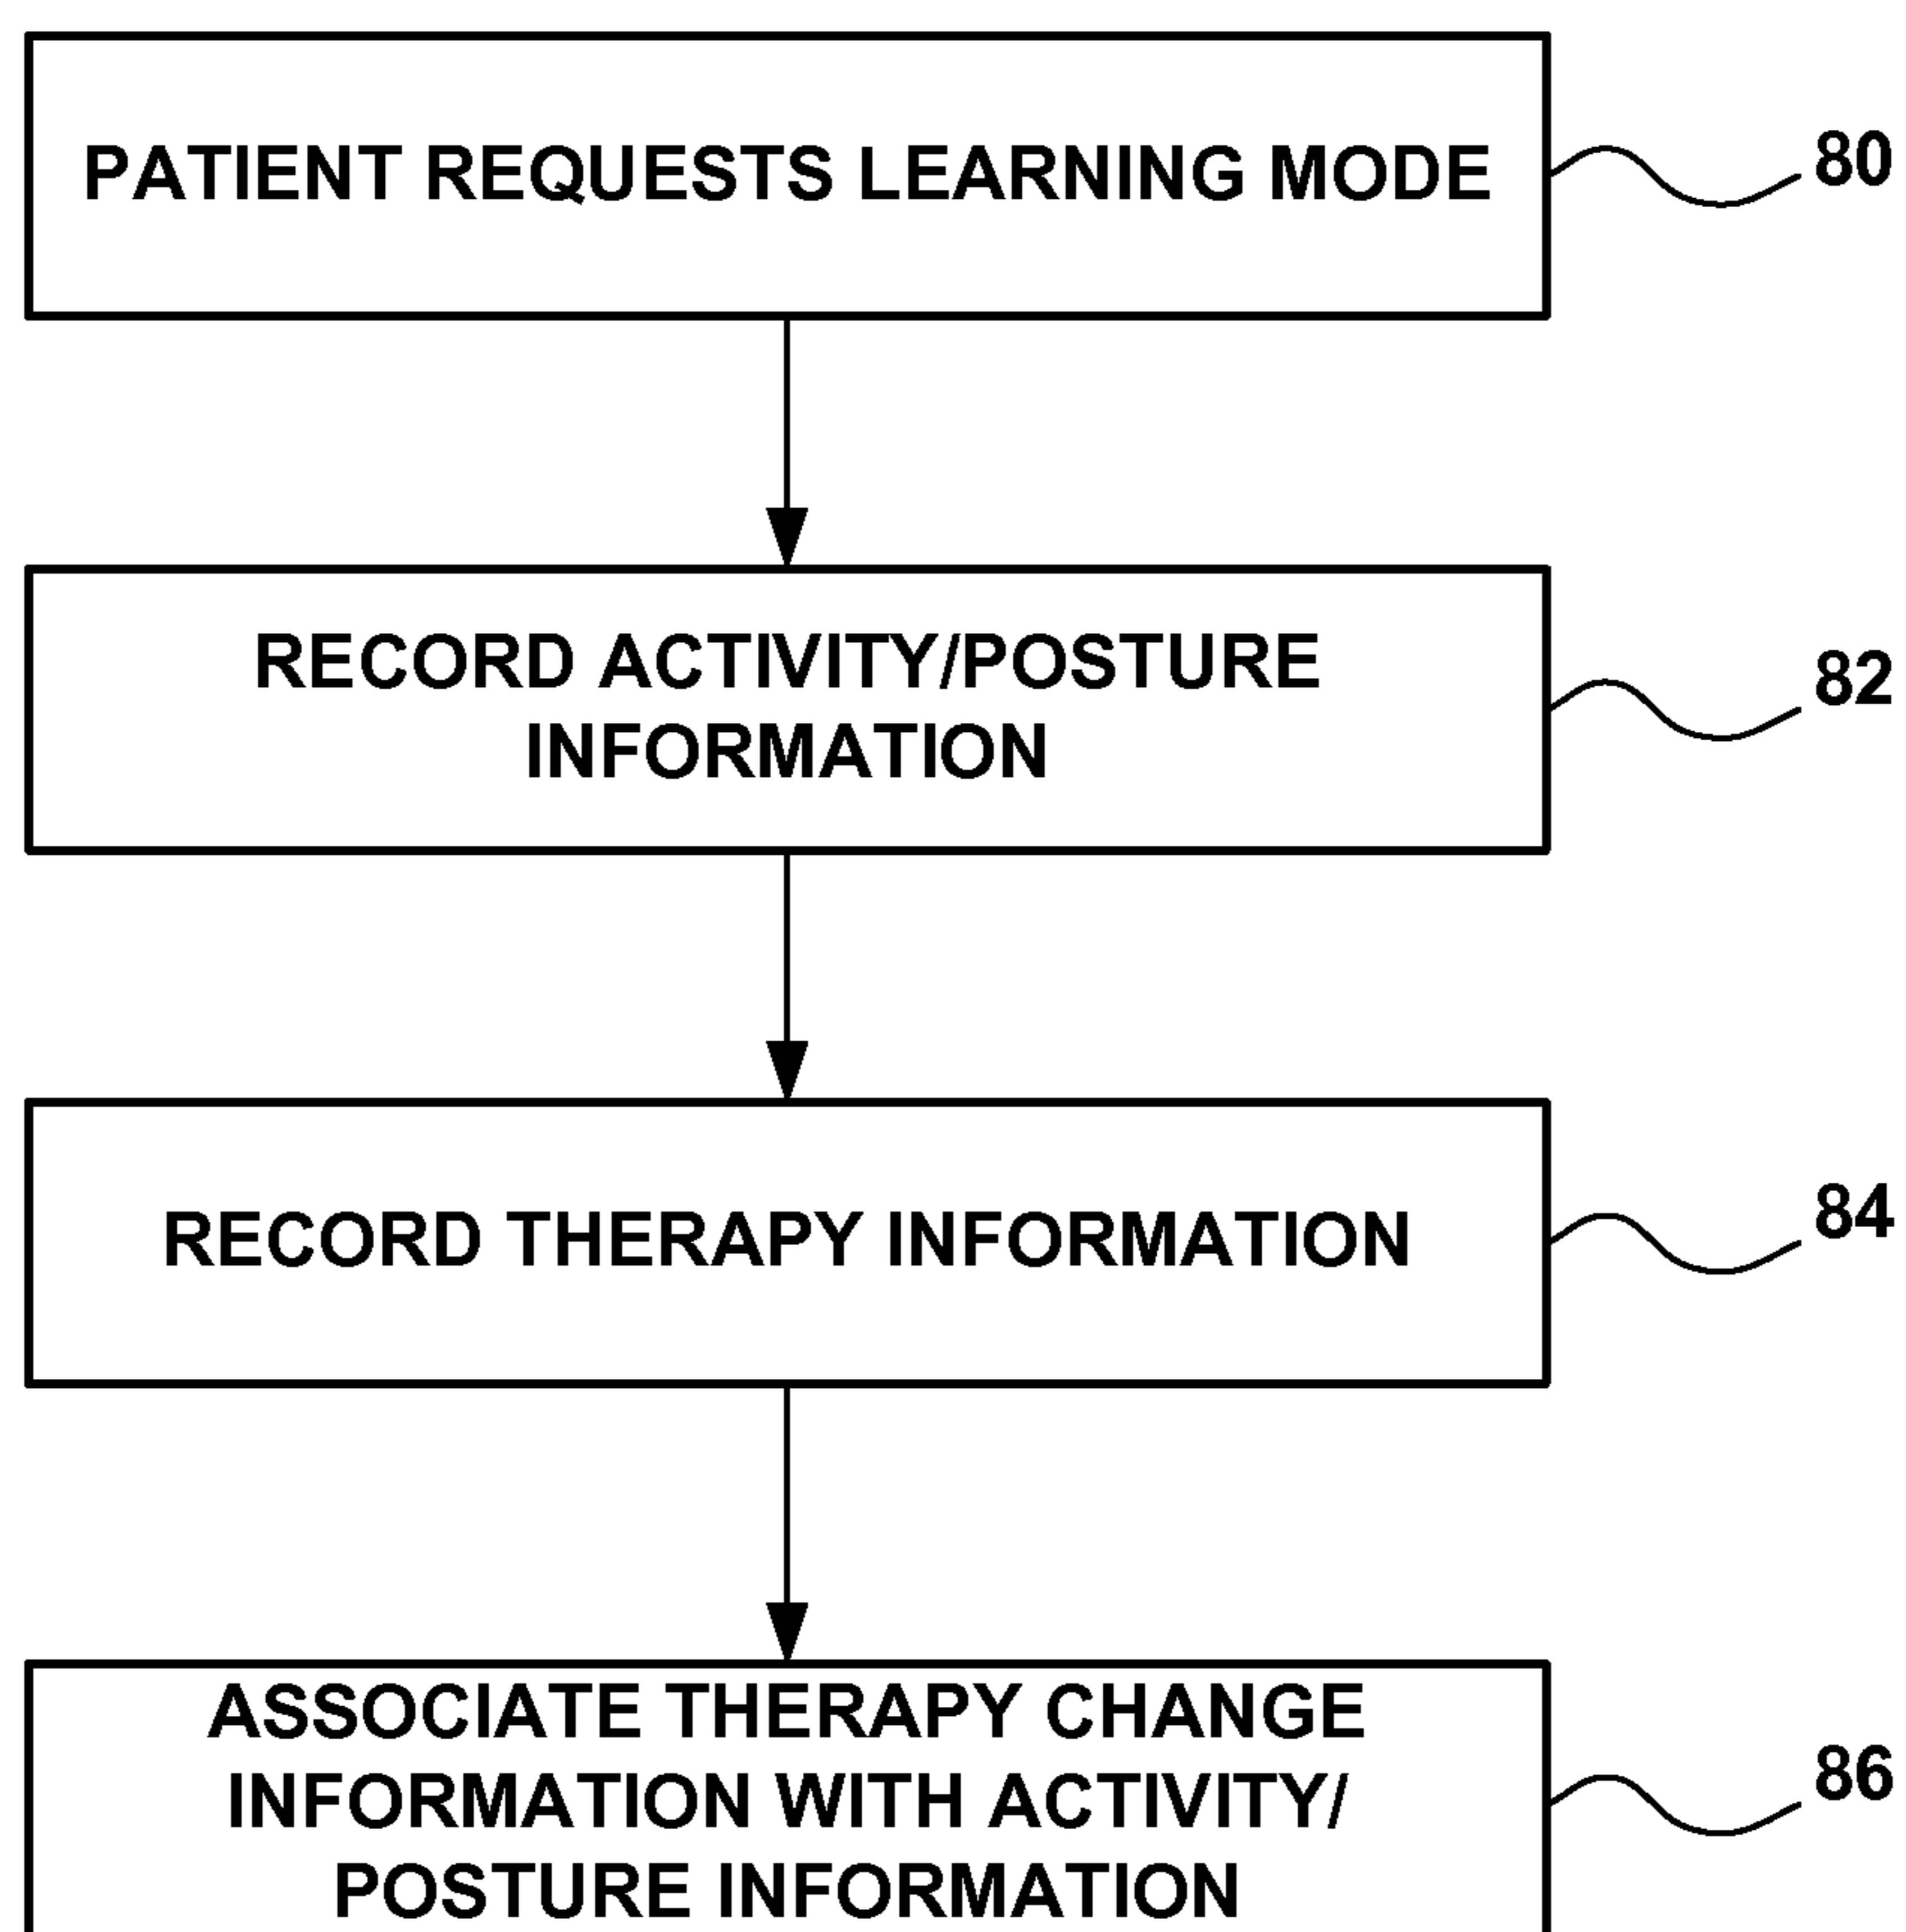 PATIENT REQUESTS LEARNING MODE
80
RECORD ACTIVITY/POSTURE
INFORMATION
82
RECORD THERAPY INFORMATION
84
ASSOCIATE THERAPY CHANGE
INFORMATION WITH ACTIVITY/
POSTURE INFORMATION
86